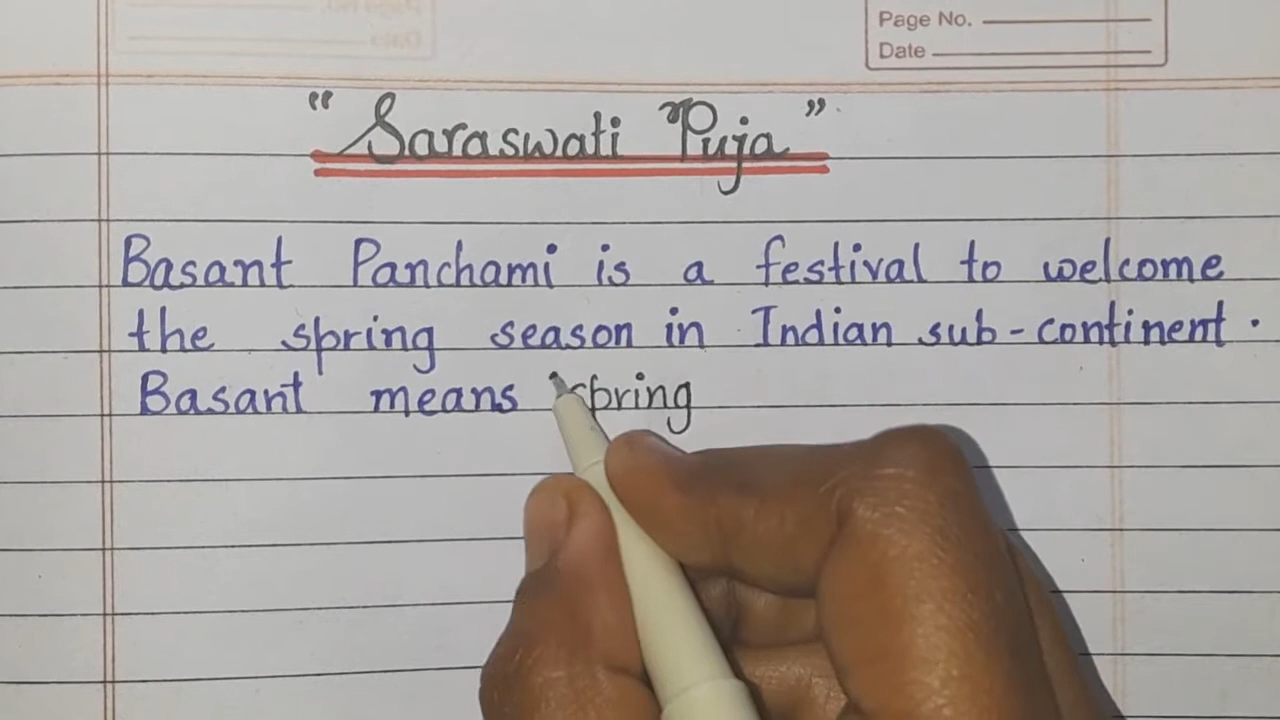 Page No.
Date
"Saraswati Puja"
Basant Panchami is a festival to welcome
the spring season in Indian sub-continent.
Basant means spring